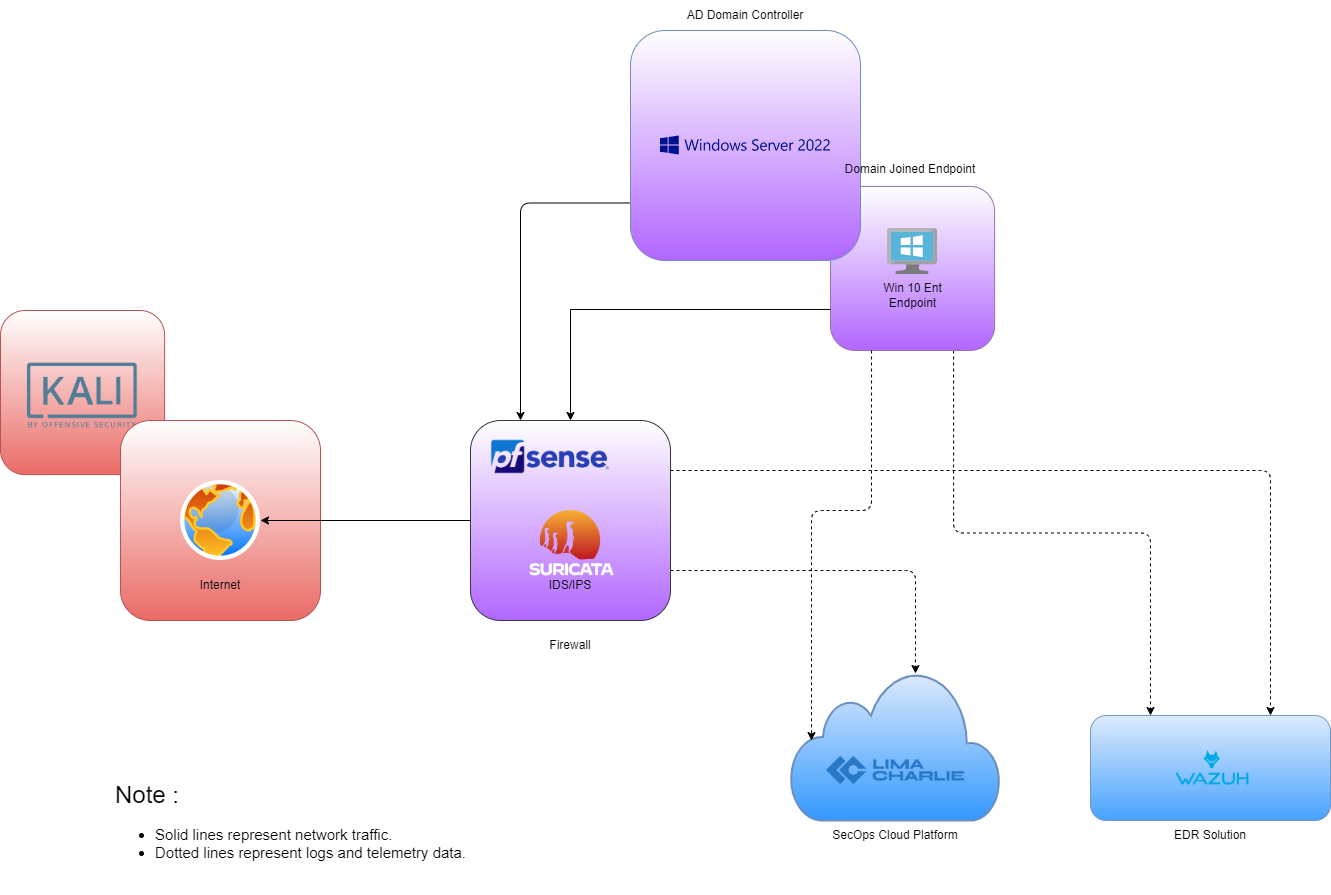 AD Domain Controller
Windows Server 2022
Domain Joined Endpoint
Win 10 Ent
Endpoint
KALI
BY OFFENSIVE SECURITY
Internet
pfsense
SURICATA
IDS/IPS
Firewall
LIMA
CHARLIE
SecOps Cloud Platform
WAZUH
EDR Solution
Note :
• Solid lines represent network traffic.
• Dotted lines represent logs and telemetry data.